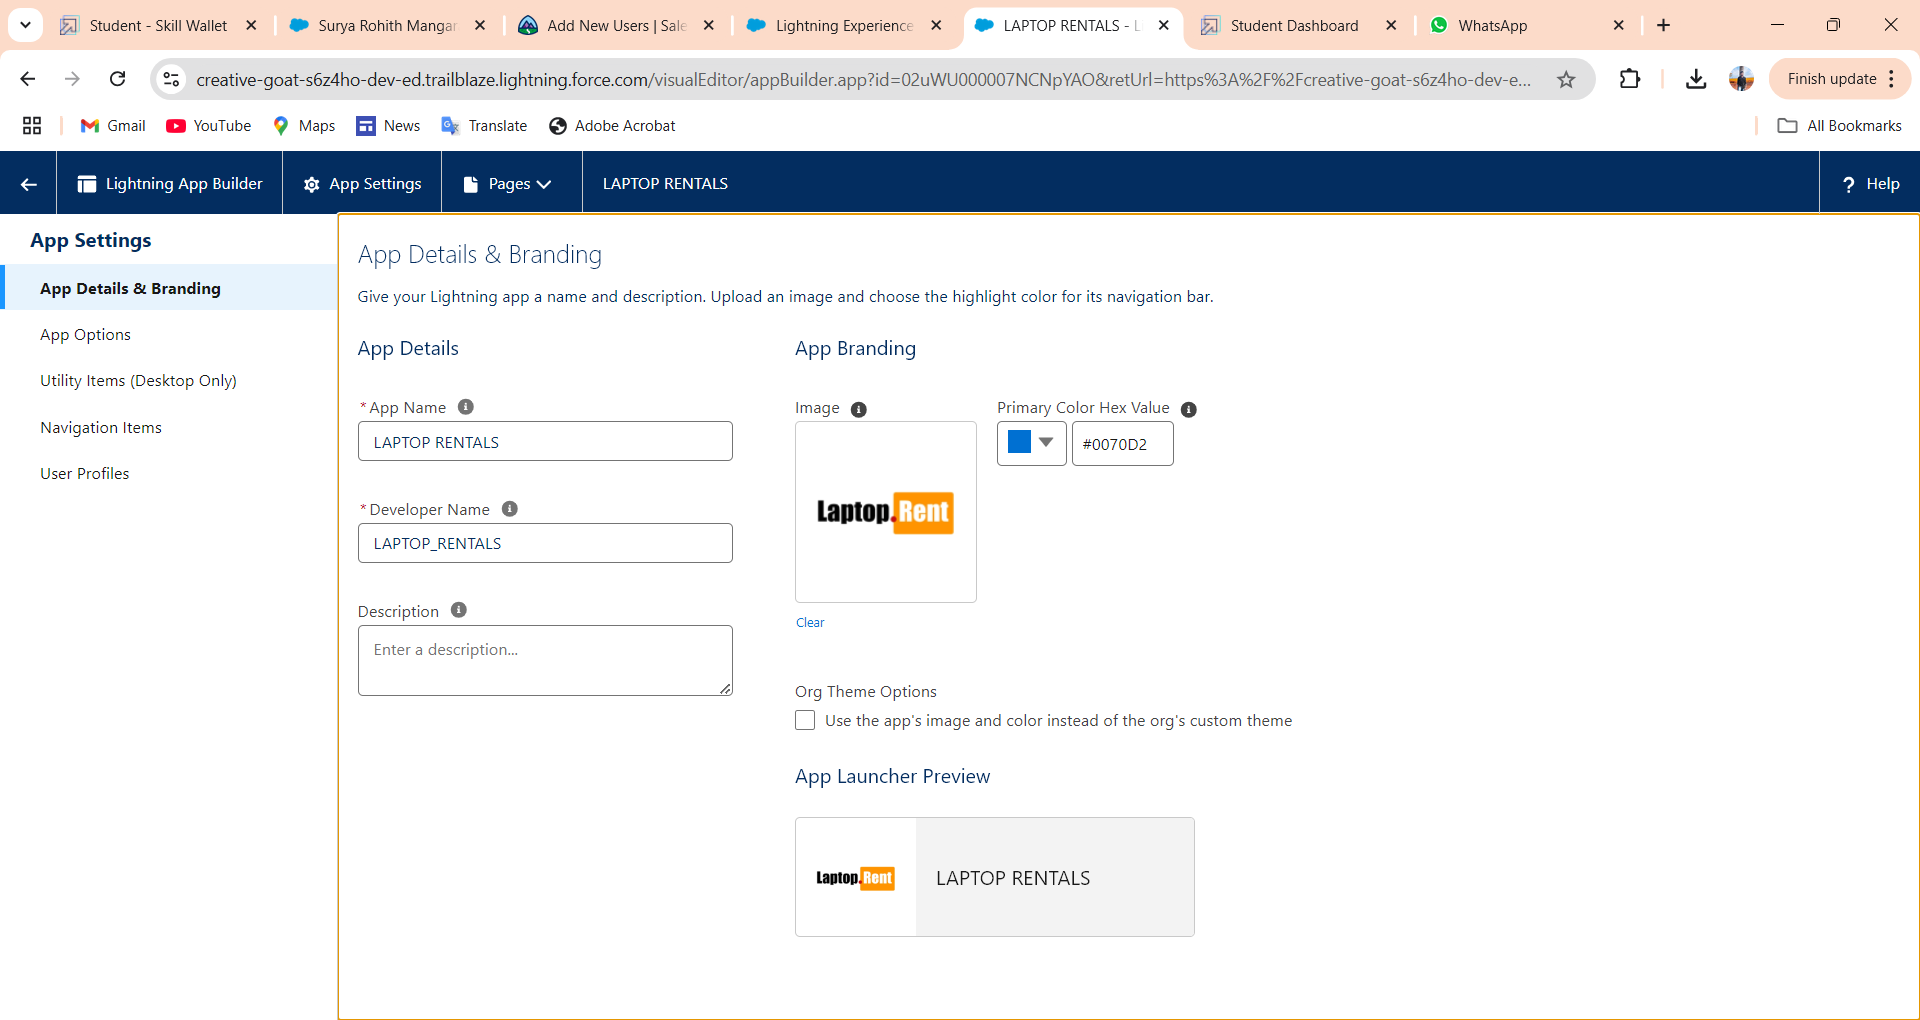 Student - Skill Wallet
Surya Rohith Mangar
Add New Users | Sale
Lightning Experience
LAPTOP RENTALS - L
Student Dashboard
WhatsApp
creative-goat-s6z4ho-dev-ed.trailblaze.lightning.force.com/visualEditor/appBuilder.app?id=02uWU000007NCNpYAO&retUrl=https%3A%2F%2Fcreative-goat-s6z4ho-dev-e...
Finish update
Gmail
YouTube
Maps
News
Translate
Adobe Acrobat
All Bookmarks
Lightning App Builder
App Settings
Pages
LAPTOP RENTALS
? Help
App Settings
App Details & Branding
App Options
Utility Items (Desktop Only)
Navigation Items
User Profiles
App Details & Branding
Give your Lightning app a name and description. Upload an image and choose the highlight color for its navigation bar.
App Details
*App Name
LAPTOP RENTALS
*Developer Name
LAPTOP_RENTALS
Description
Enter a description...
App Branding
Image
Laptop.Rent
Clear
Primary Color Hex Value
#0070D2
Org Theme Options
Use the app's image and color instead of the org's custom theme
App Launcher Preview
Laptop.Rent
LAPTOP RENTALS